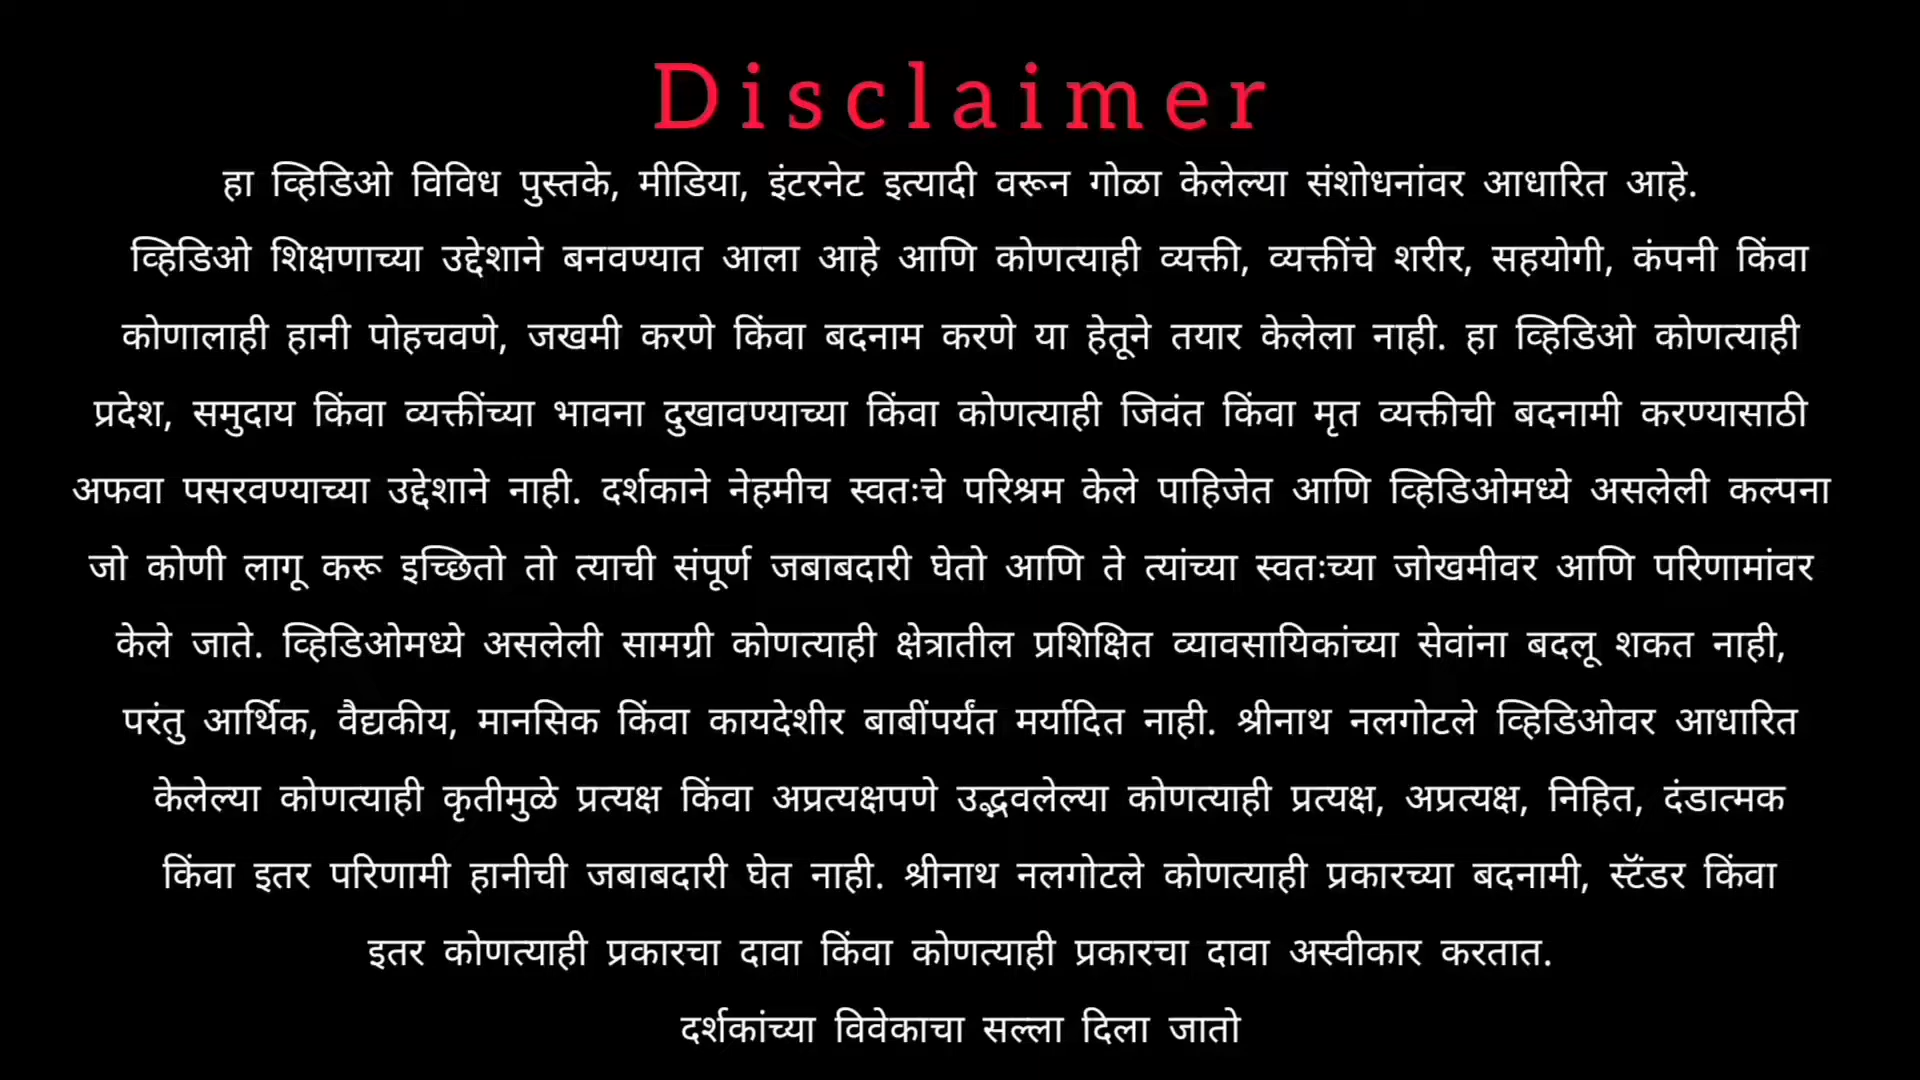 Disclaimer
हा व्हिडिओ विविध पुस्तके, मीडिया, इंटरनेट इत्यादी वरून गोळा केलेल्या संशोधनांवर आधारित आहे.
व्हिडिओ शिक्षणाच्या उद्देशाने बनवण्यात आला आहे आणि कोणत्याही व्यक्ती, व्यक्तींचे शरीर, सहयोगी, कंपनी किंवा
कोणालाही हानी पोहचवणे, जखमी करणे किंवा बदनाम करणे या हेतूने तयार केलेला नाही. हा व्हिडिओ कोणत्याही
प्रदेश, समुदाय किंवा व्यक्तींच्या भावना दुखावण्याच्या किंवा कोणत्याही जिवंत किंवा मृत व्यक्तीची बदनामी करण्यासाठी
अफवा पसरवण्याच्या उद्देशाने नाही. दर्शकाने नेहमीच स्वतःचे परिश्रम केले पाहिजेत आणि व्हिडिओमध्ये असलेली कल्पना
जो कोणी लागू करू इच्छितो तो त्याची संपूर्ण जबाबदारी घेतो आणि ते त्यांच्या स्वतःच्या जोखमीवर आणि परिणामांवर
केले जाते. व्हिडिओमध्ये असलेली सामग्री कोणत्याही क्षेत्रातील प्रशिक्षित व्यावसायिकांच्या सेवांना बदलू शकत नाही,
परंतु आर्थिक, वैद्यकीय, मानसिक किंवा कायदेशीर बाबींपर्यंत मर्यादित नाही. श्रीनाथ नलगोटले व्हिडिओवर आधारित
केलेल्या कोणत्याही कृतीमुळे प्रत्यक्ष किंवा अप्रत्यक्षपणे उद्भवलेल्या कोणत्याही प्रत्यक्ष, अप्रत्यक्ष, निहित, दंडात्मक
किंवा इतर परिणामी हानीची जबाबदारी घेत नाही. श्रीनाथ नलगोटले कोणत्याही प्रकारच्या बदनामी, स्टॅंडर किंवा
इतर कोणत्याही प्रकारचा दावा किंवा कोणत्याही प्रकारचा दावा अस्वीकार करतात.
दर्शकांच्या विवेकाचा सल्ला दिला जातो